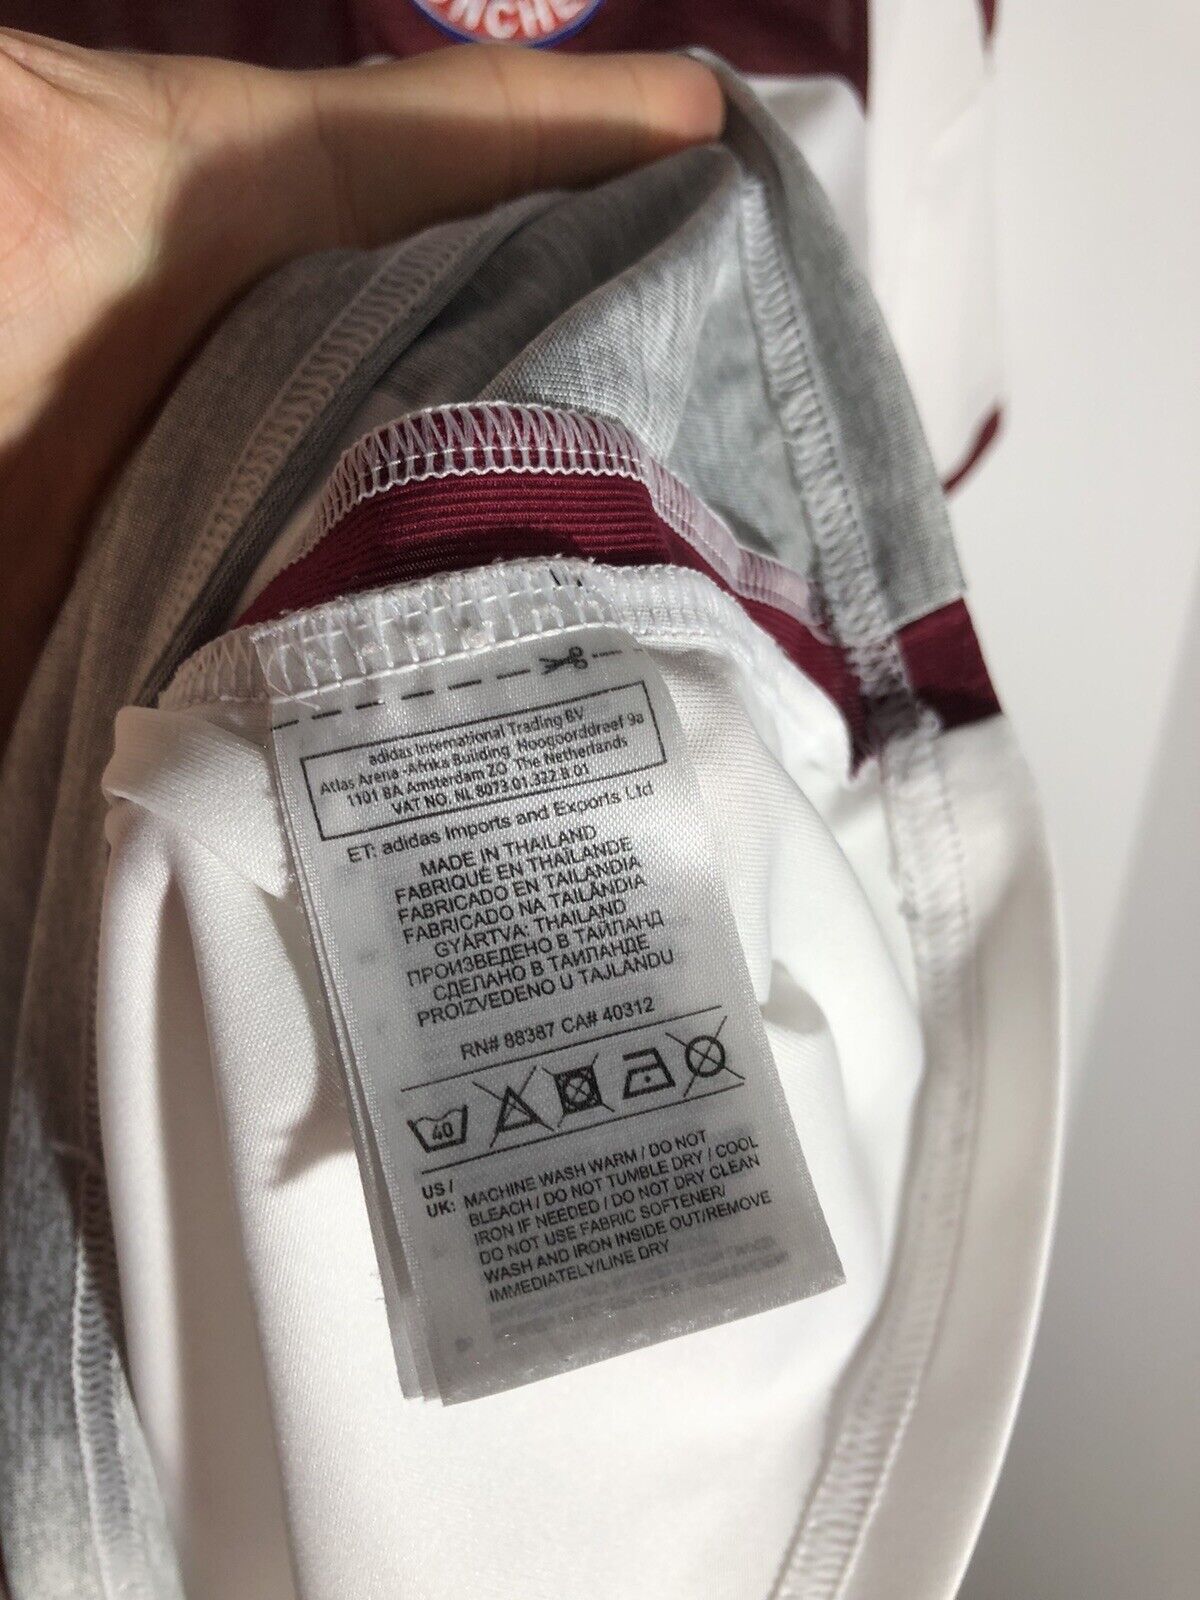 NCHE
adidas International Trading BV
Atlas Arena -Afrika Building Hoogoorddreef 9a
1101 BA Amsterdam ZO The Netherlands
VAT NO. NL 8073.01.322.B.01
ET: adidas Imports and Exports Ltd
MADE IN THAILAND
FABRIQUÉ EN THAILANDE
FABRICADO EN TAILANDIA
FABRICADO NA TAILÂNDIA
GYÁRTVA: THAILAND
ПРОИЗВЕДЕНО В ТАЙЛАНД
СДЕЛАНО В ТАИЛАНДЕ
PROIZVEDENO U TAJLANDU
RN# 88387 CA# 40312
40
US / UK: MACHINE WASH WARM / DO NOT
BLEACH / DO NOT TUMBLE DRY / COOL
IRON IF NEEDED / DO NOT DRY CLEAN
DO NOT USE FABRIC SOFTENER/
WASH AND IRON INSIDE OUT/REMOVE
IMMEDIATELY/LINE DRY